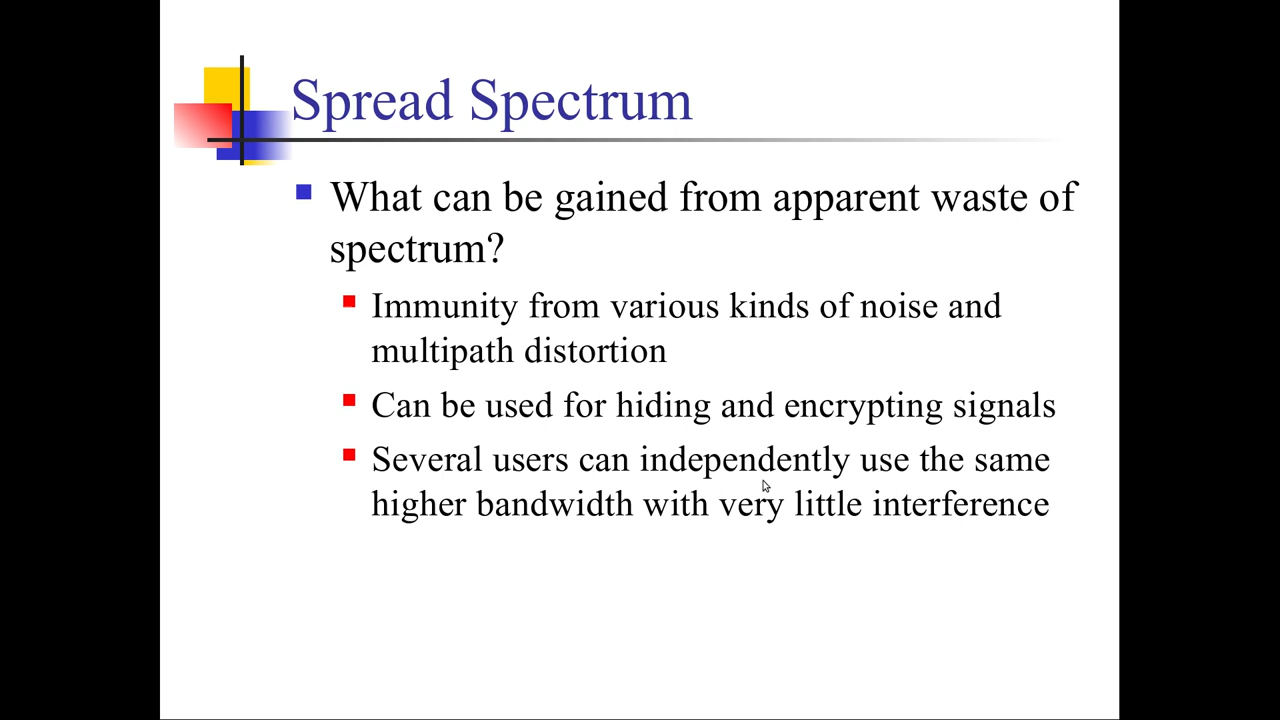 Spread Spectrum
What can be gained from apparent waste of
spectrum?
Immunity from various kinds of noise and
multipath distortion
Can be used for hiding and encrypting signals
Several users can independently use the same
higher bandwidth with very little interference